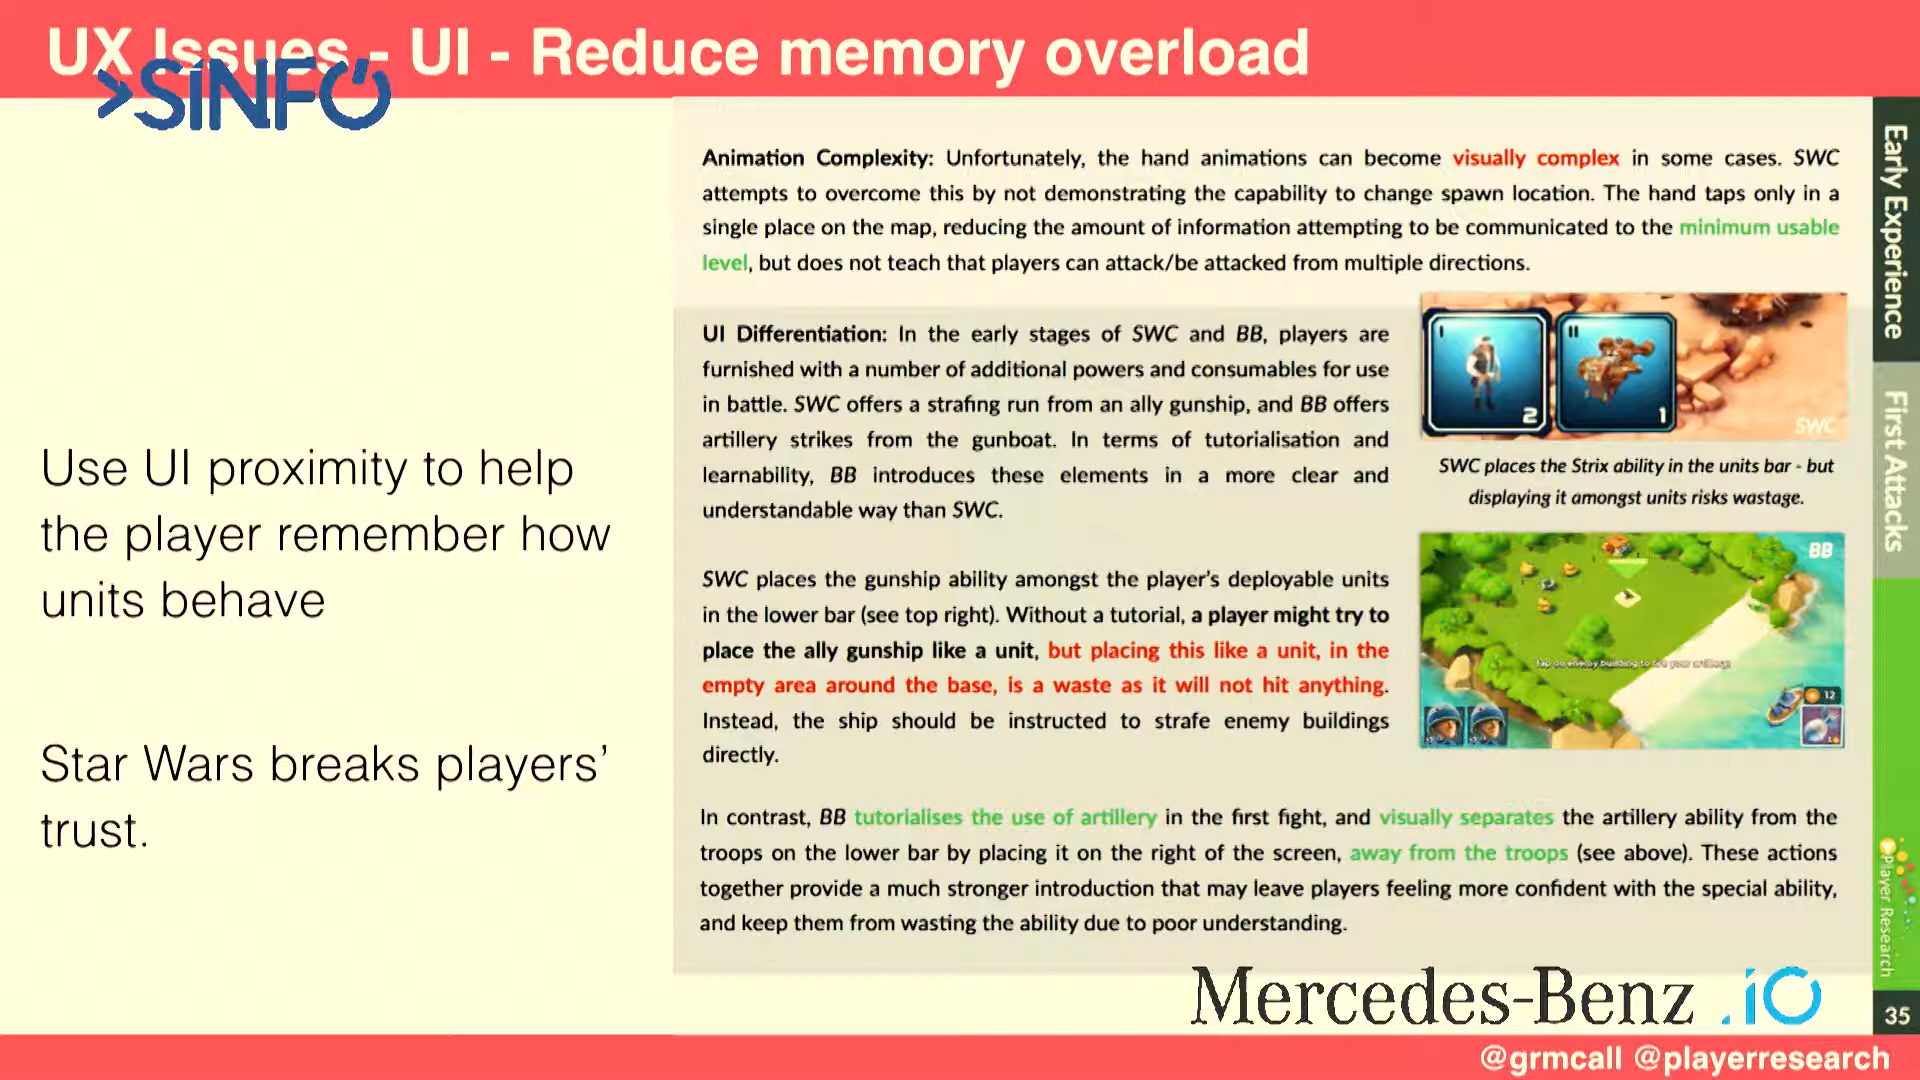 UX Issues - UI - Reduce memory overload
>SINFO
Use UI proximity to help
the player remember how
units behave
Star Wars breaks players’
trust.
Animation Complexity: Unfortunately, the hand animations can become visually complex in some cases. SWC
attempts to overcome this by not demonstrating the capability to change spawn location. The hand taps only in a
single place on the map, reducing the amount of information attempting to be communicated to the minimum usable
level, but does not teach that players can attack/be attacked from multiple directions.
UI Differentiation: In the early stages of SWC and BB, players are
furnished with a number of additional powers and consumables for use
in battle. SWC offers a strafing run from an ally gunship, and BB offers
artillery strikes from the gunboat. In terms of tutorialisation and
learnability, BB introduces these elements in a more clear and
understandable way than SWC.
SWC places the gunship ability amongst the player's deployable units
in the lower bar (see top right). Without a tutorial, a player might try to
place the ally gunship like a unit, but placing this like a unit, in the
empty area around the base, is a waste as it will not hit anything.
Instead, the ship should be instructed to strafe enemy buildings
directly.
I
2
II
1
SWC
SWC places the Strix ability in the units bar - but
displaying it amongst units risks wastage.
BB
Tap on enemy building to fire your artillery!
12
In contrast, BB tutorialises the use of artillery in the first fight, and visually separates the artillery ability from the
troops on the lower bar by placing it on the right of the screen, away from the troops (see above). These actions
together provide a much stronger introduction that may leave players feeling more confident with the special ability,
and keep them from wasting the ability due to poor understanding.
Early Experience
First Attacks
Player Research
35
Mercedes-Benz .iO
@grmcall @playerresearch